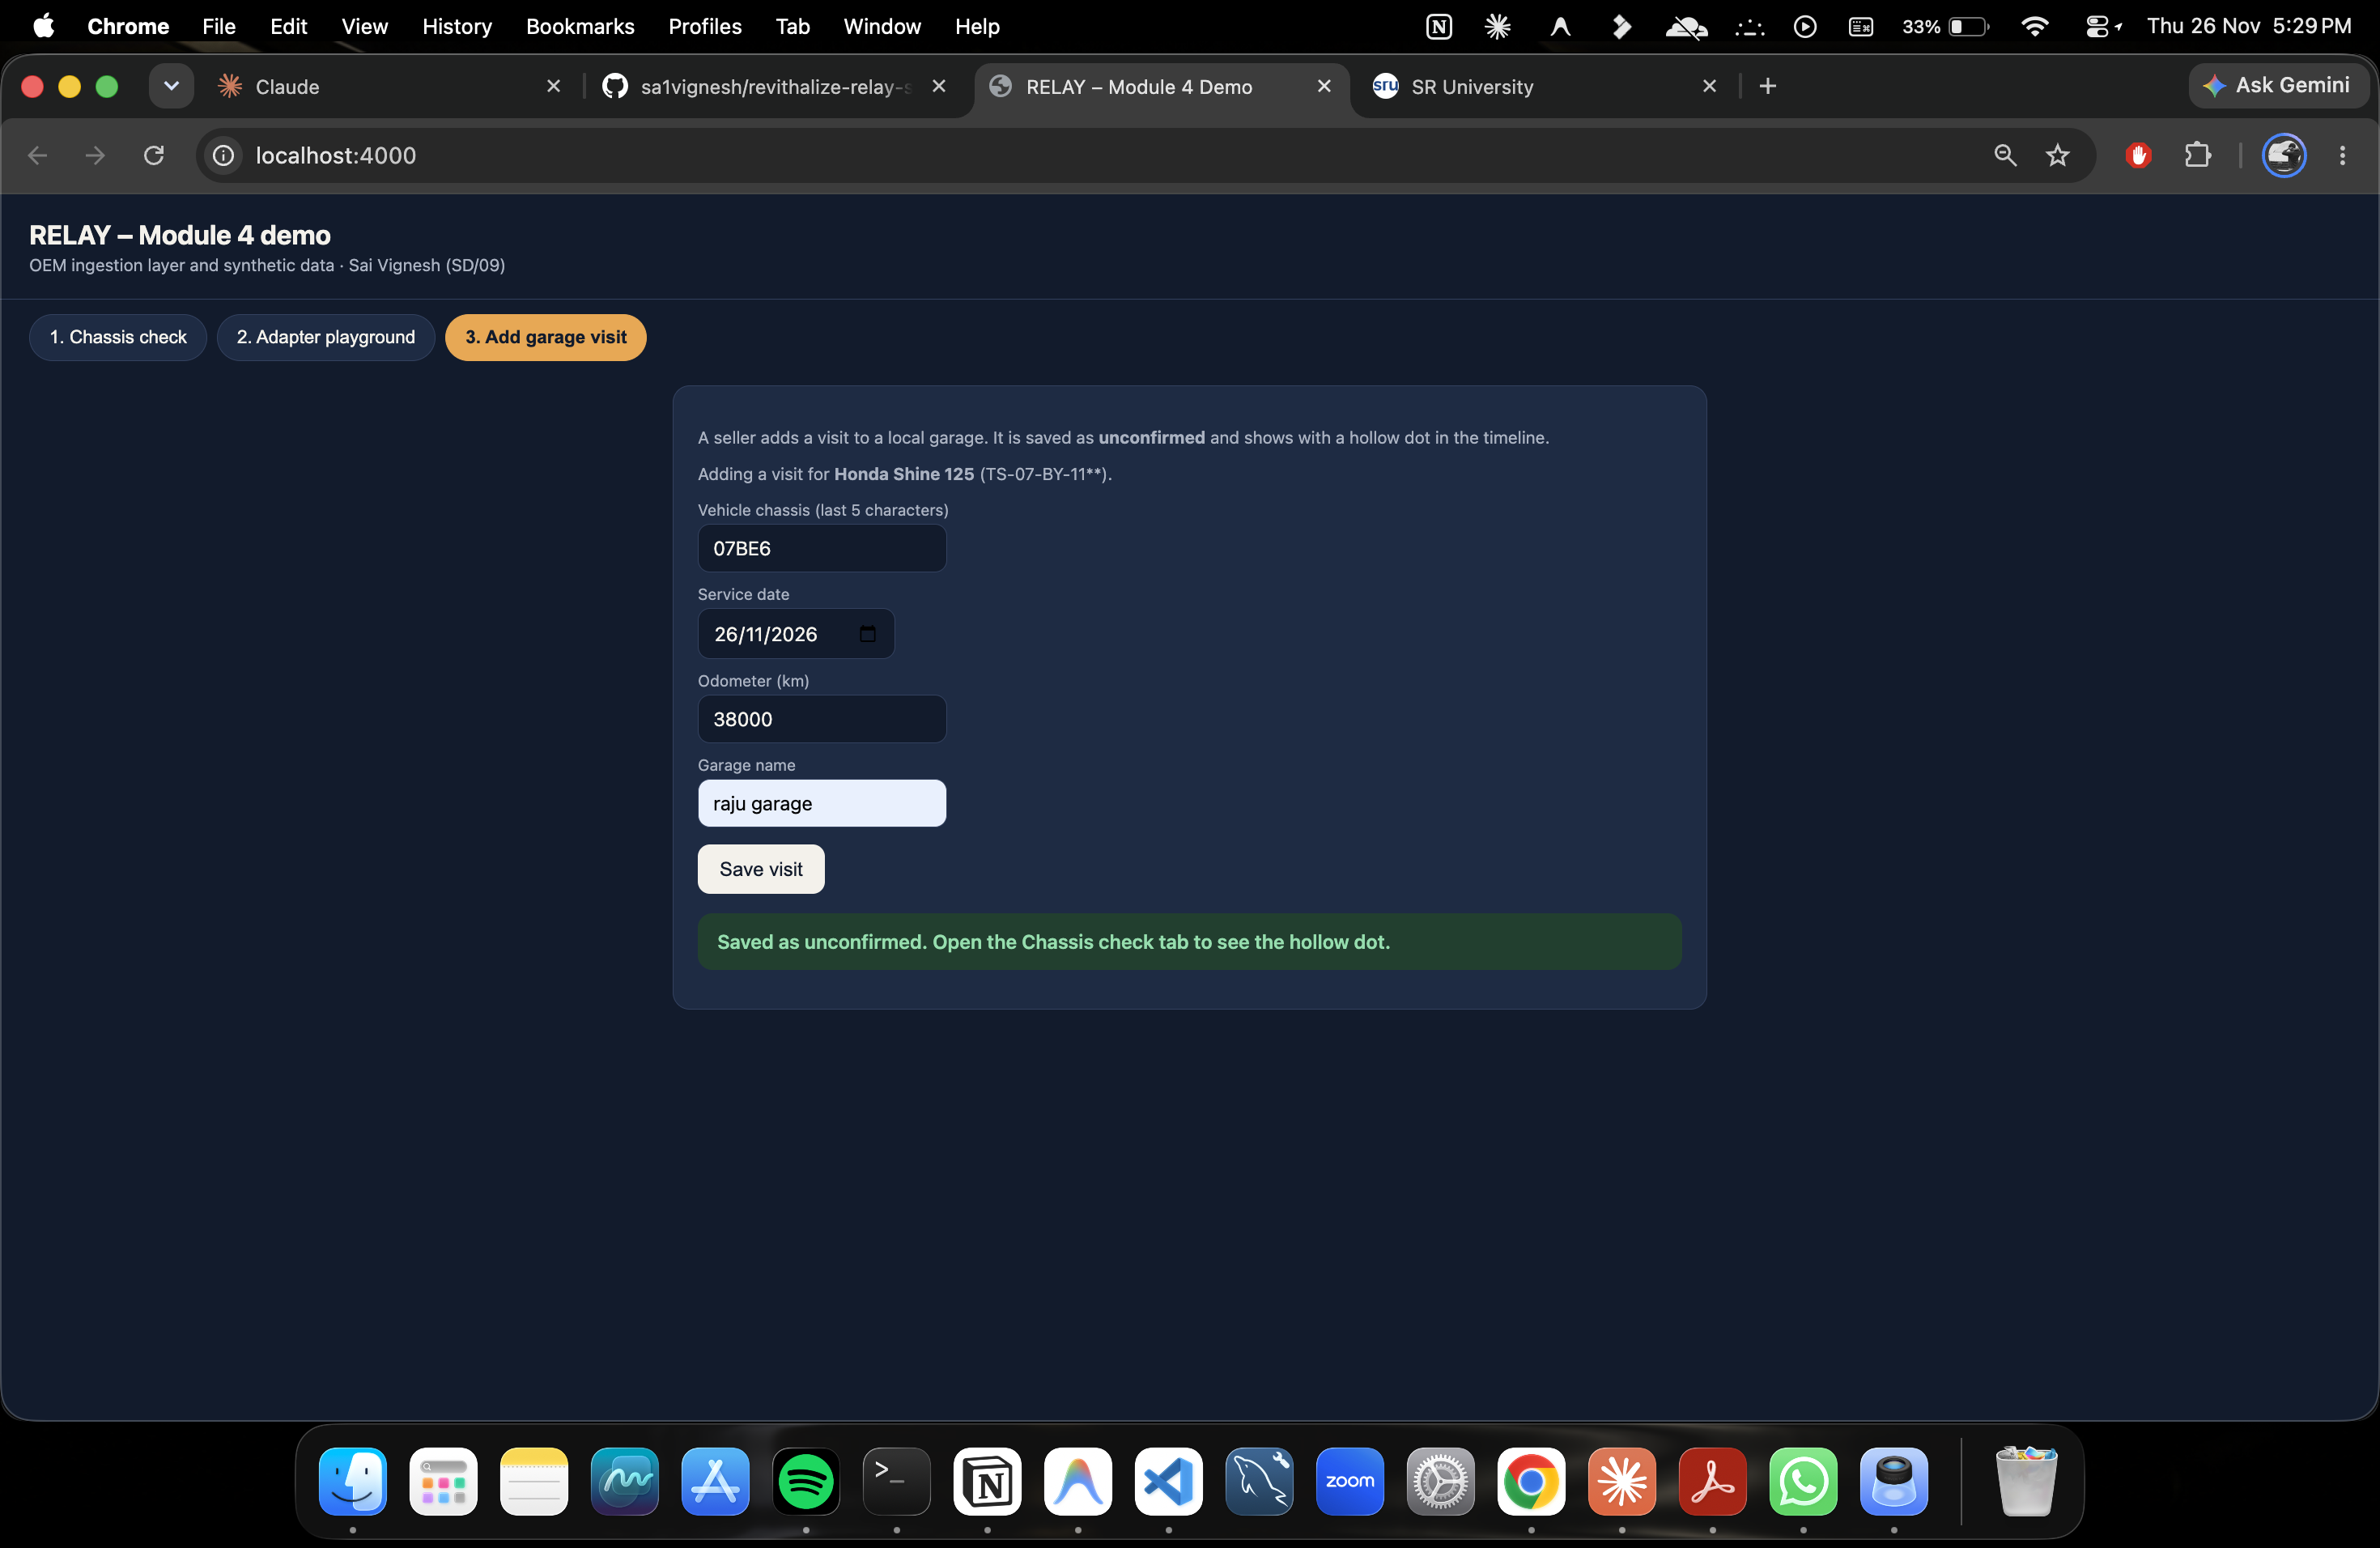 Chrome File Edit View History Bookmarks Profiles Tab Window Help 33% Thu 26 Nov 5:29 PM
Claude sa1vignesh/revithalize-relay-s RELAY – Module 4 Demo sru SR University Ask Gemini
localhost:4000
RELAY – Module 4 demo
OEM ingestion layer and synthetic data · Sai Vignesh (SD/09)
1. Chassis check 2. Adapter playground 3. Add garage visit
A seller adds a visit to a local garage. It is saved as unconfirmed and shows with a hollow dot in the timeline.
Adding a visit for Honda Shine 125 (TS-07-BY-11**).
Vehicle chassis (last 5 characters)
07BE6
Service date
26/11/2026
Odometer (km)
38000
Garage name
raju garage
Save visit
Saved as unconfirmed. Open the Chassis check tab to see the hollow dot.
zoom